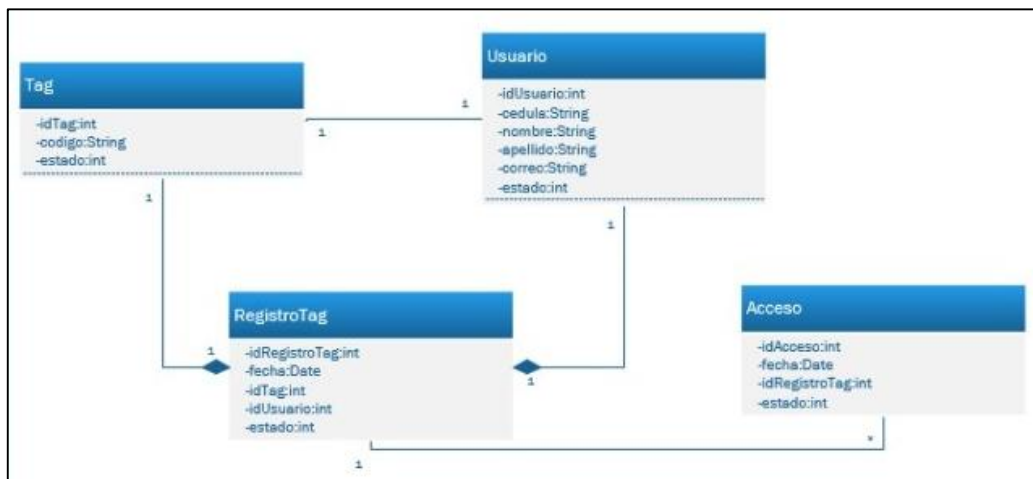 Tag
-idTag:int
-codigo:String
-estado:int
Usuario
-idUsuario:int
-cedula:String
-nombre:String
-apellido:String
-correo:String
-estado:int
1
1
1
1
RegistroTag
-idRegistroTag:int
-fecha:Date
-idTag:int
-idUsuario:int
-estado:int
1
1
Acceso
-idAcceso:int
-fecha:Date
-idRegistroTag:int
-estado:int
1
*